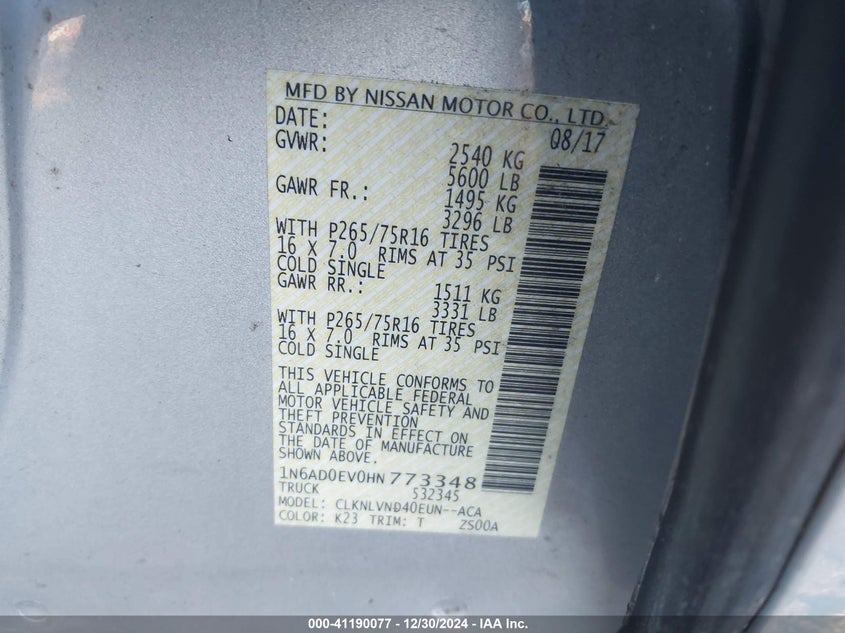 MFD BY NISSAN MOTOR CO., LTD.
DATE: 08/17
GVWR: 2540 KG
5600 LB
GAWR FR.: 1495 KG
3296 LB
WITH P265/75R16 TIRES
16 X 7.0 RIMS AT 35 PSI
COLD SINGLE
GAWR RR.: 1511 KG
3331 LB
WITH P265/75R16 TIRES
16 X 7.0 RIMS AT 35 PSI
COLD SINGLE
THIS VEHICLE CONFORMS TO
ALL APPLICABLE FEDERAL
MOTOR VEHICLE SAFETY AND
THEFT PREVENTION
STANDARDS IN EFFECT ON
THE DATE OF MANUFACTURE
SHOWN ABOVE.
1N6AD0EV0HN773348
TRUCK 532345
MODEL: CLKNLVND40EUN--ACA
COLOR: K23 TRIM: T ZS00A
000-41190077 - 12/30/2024 - IAA Inc.